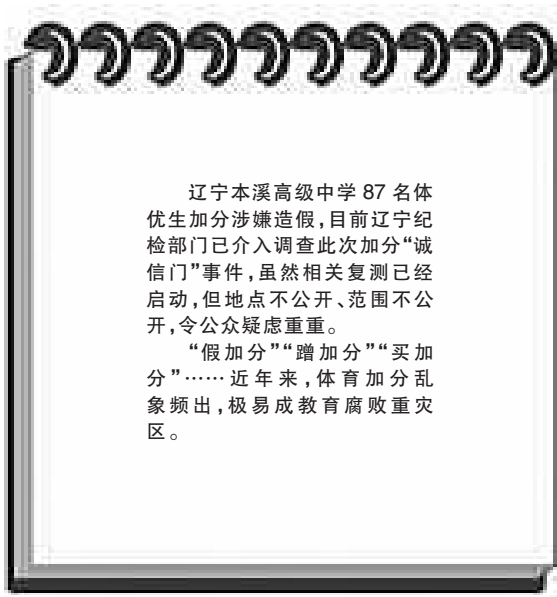 辽宁本溪高级中学 87 名体
优生加分涉嫌造假,目前辽宁纪
检部门已介入调查此次加分“诚
信门”事件,虽然相关复测已经
启动,但地点不公开、范围不公
开,令公众疑虑重重。
“假加分”“蹭加分”“买加
分”……近年来,体育加分乱
象频出,极易成教育腐败重灾
区。